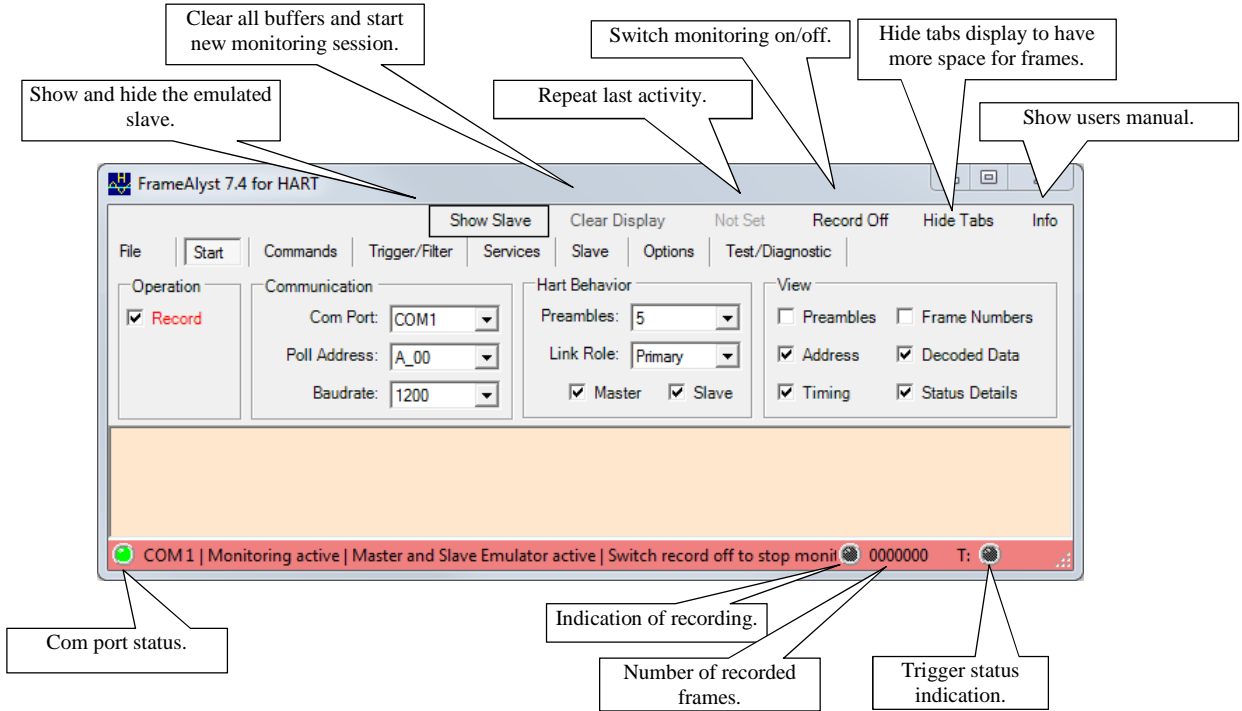 Clear all buffers and start
new monitoring session.
Switch monitoring on/off.
Hide tabs display to have
more space for frames.
Show and hide the emulated
slave.
Repeat last activity.
Show users manual.
FrameAlyst 7.4 for HART
Show Slave Clear Display Not Set Record Off Hide Tabs Info
File Start Commands Trigger/Filter Services Slave Options Test/Diagnostic
Operation Communication Hart Behavior View
Record Com Port: COM1 Preambles: 5 Preambles Frame Numbers
Poll Address: A_00 Link Role: Primary Address Decoded Data
Baudrate: 1200 Master Slave Timing Status Details
COM 1 | Monitoring active | Master and Slave Emulator active | Switch record off to stop monit 0000000 T:
Indication of recording.
Com port status.
Number of recorded
frames.
Trigger status
indication.